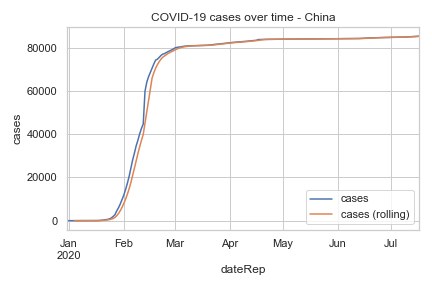 COVID-19 cases over time - China
cases
80000
60000
40000
20000
0
cases
cases (rolling)
Jan Feb Mar Apr May Jun Jul
2020
dateRep